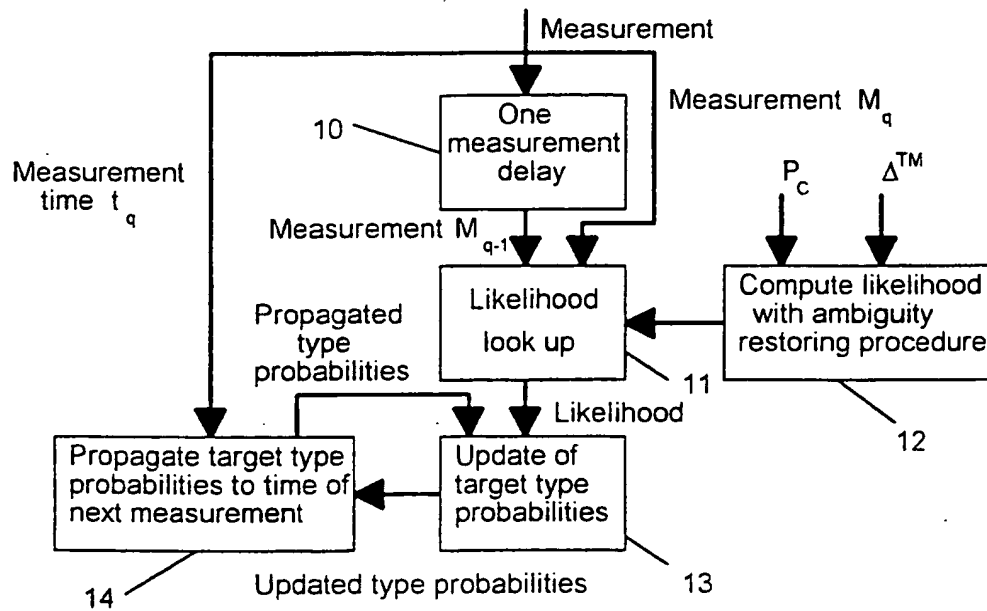 Measurement
10
One
measurement
delay
Measurement M_q
Measurement
time t_q
P_C
Δ^TM
Measurement M_q-1
Likelihood
look up
Compute likelihood
with ambiguity
restoring procedure
Propagated
type
probabilities
11
12
Likelihood
Propagate target type
probabilities to time of
next measurement
Update of
target type
probabilities
14
Updated type probabilities
13